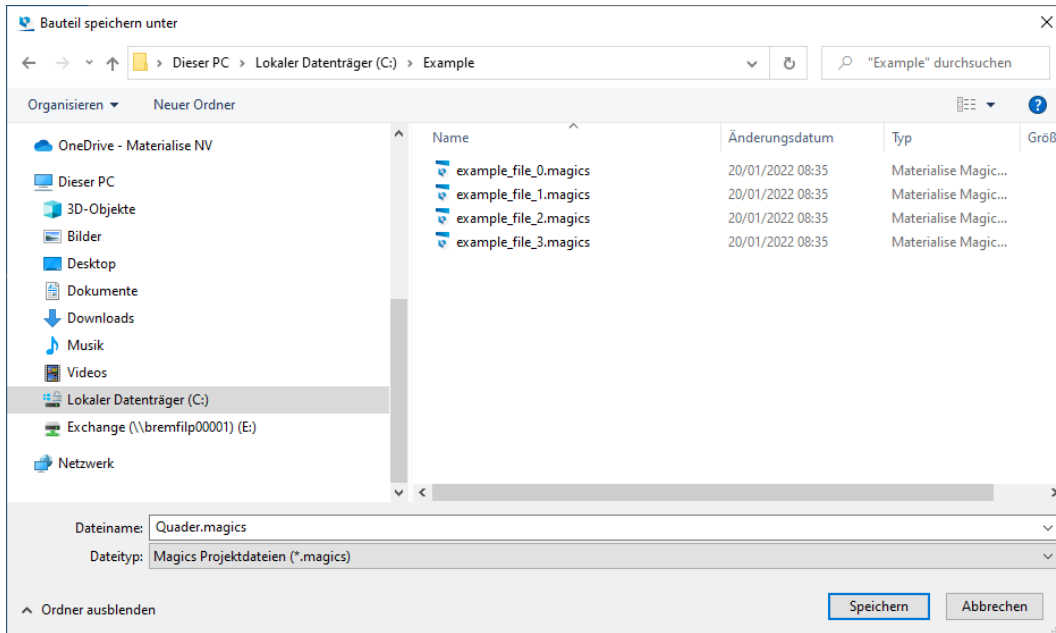 Bauteil speichern unter
Dieser PC > Lokaler Datenträger (C:) > Example
"Example" durchsuchen
Organisieren
Neuer Ordner
OneDrive - Materialise NV
Dieser PC
3D-Objekte
Bilder
Desktop
Dokumente
Downloads
Musik
Videos
Lokaler Datenträger (C:)
Exchange (\\bremfilp00001) (E:)
Netzwerk
Name Änderungsdatum Typ Größ
example_file_0.magics 20/01/2022 08:35 Materialise Magic...
example_file_1.magics 20/01/2022 08:35 Materialise Magic...
example_file_2.magics 20/01/2022 08:35 Materialise Magic...
example_file_3.magics 20/01/2022 08:35 Materialise Magic...
Dateiname: Quader.magics
Dateityp: Magics Projektdateien (*.magics)
Ordner ausblenden
Speichern
Abbrechen